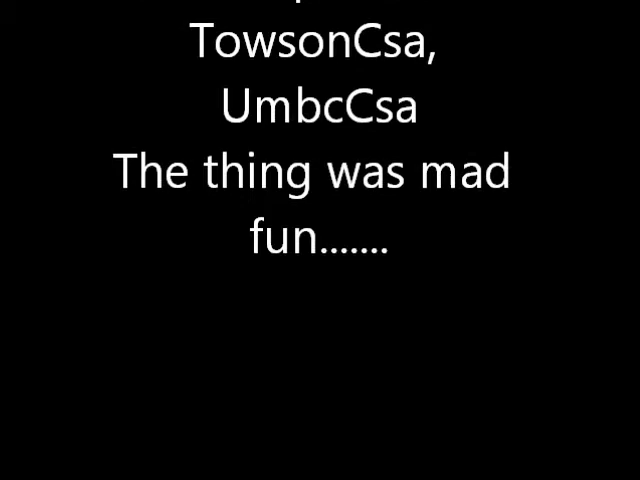 TowsonCsa,
UmbcCsa
The thing was mad
fun.......